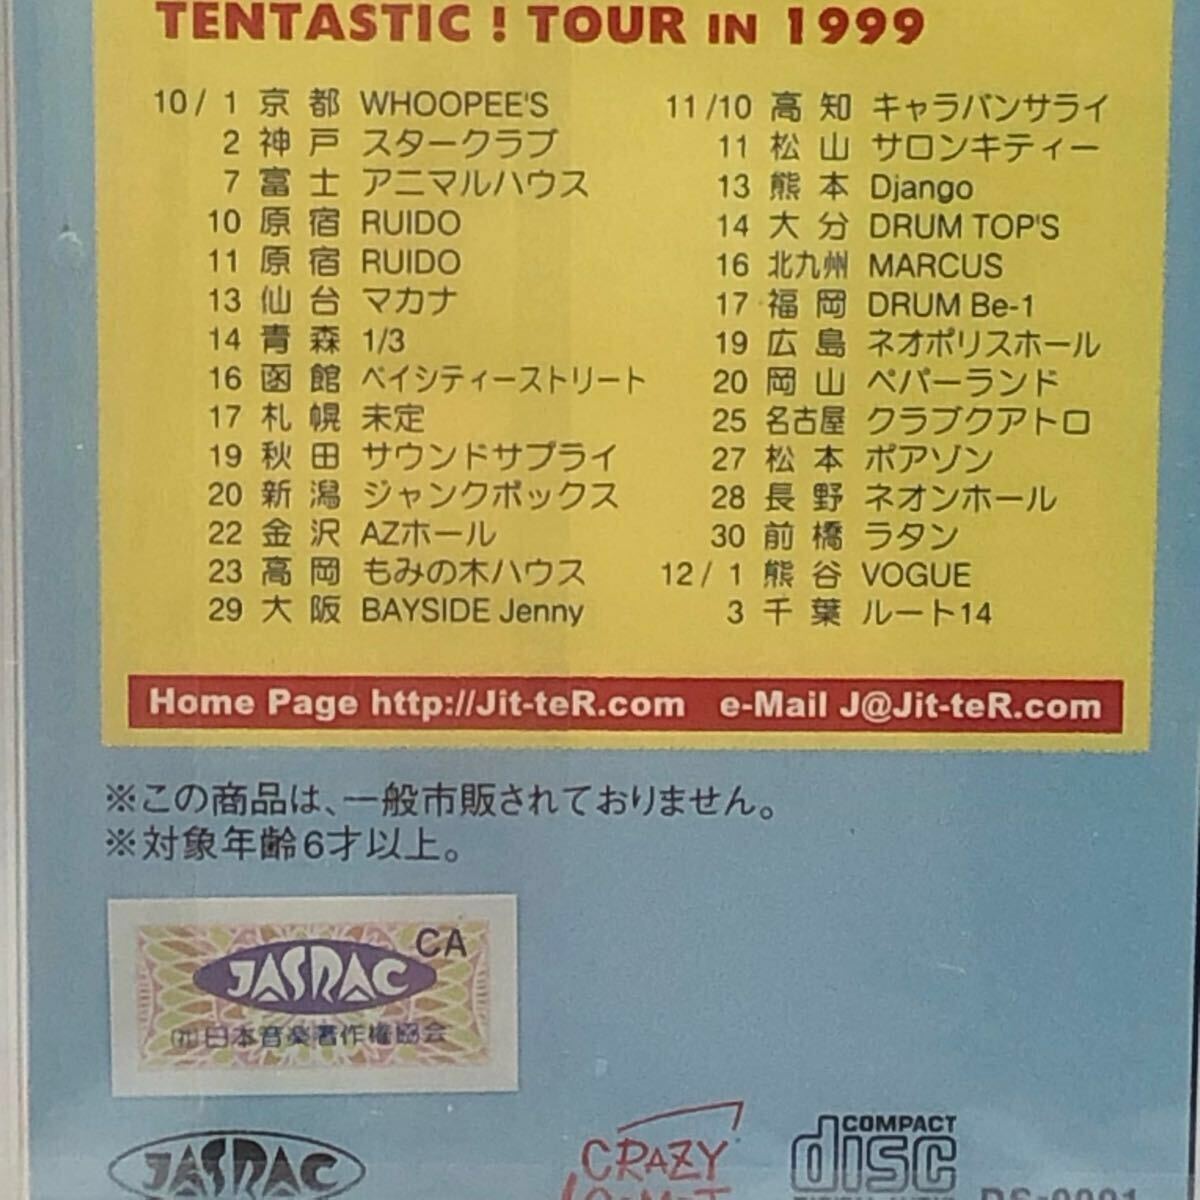 TENTASTIC ! TOUR IN 1999
10/ 1 京都 WHOOPEE'S
2 神戸 スタークラブ
7 富士 アニマルハウス
10 原宿 RUIDO
11 原宿 RUIDO
13 仙台 マカナ
14 青森 1/3
16 函館 ベイシティーストリート
17 札幌 未定
19 秋田 サウンドサプライ
20 新潟 ジャンクボックス
22 金沢 AZホール
23 高岡 もみの木ハウス
29 大阪 BAYSIDE Jenny
11/10 高知 キャラバンサライ
11 松山 サロンキティー
13 熊本 Django
14 大分 DRUM TOP'S
16 北九州 MARCUS
17 福岡 DRUM Be-1
19 広島 ネオポリスホール
20 岡山 ペパーランド
25 名古屋 クラブクアトロ
27 松本 ポアゾン
28 長野 ネオンホール
30 前橋 ラタン
12/ 1 熊谷 VOGUE
3 千葉 ルート14
Home Page http://Jit-teR.com e-Mail J@Jit-teR.com
※この商品は、一般市販されておりません。
※対象年齢6才以上。
CA
JASRAC
㈳日本音楽著作権協会
JASRAC
CRAZY
COMPACT
disc